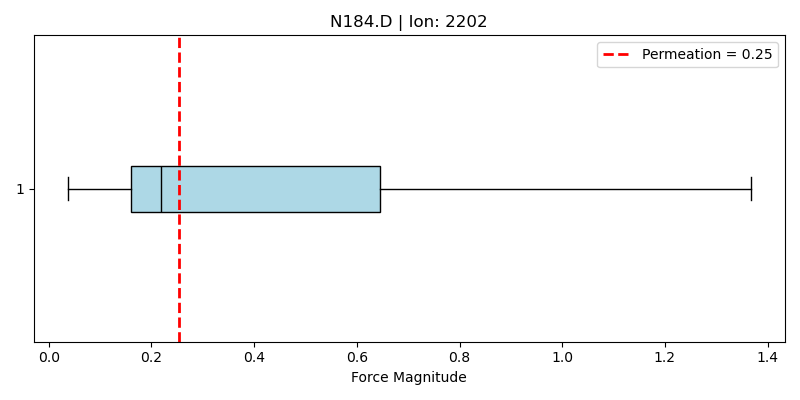 N184.D | Ion: 2202
Permeation = 0.25
1
0.0 0.2 0.4 0.6 0.8 1.0 1.2 1.4
Force Magnitude